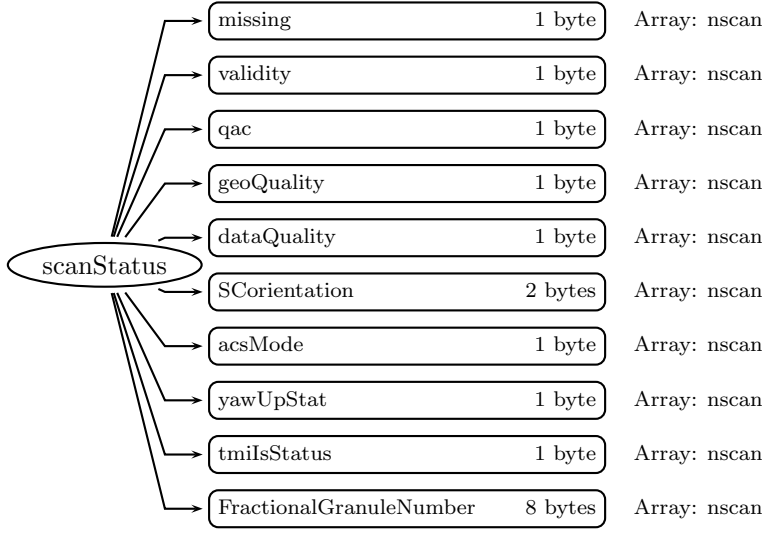 missing 1 byte Array: nscan
validity 1 byte Array: nscan
qac 1 byte Array: nscan
geoQuality 1 byte Array: nscan
dataQuality 1 byte Array: nscan
scanStatus
SCorientation 2 bytes Array: nscan
acsMode 1 byte Array: nscan
yawUpStat 1 byte Array: nscan
tmiIsStatus 1 byte Array: nscan
FractionalGranuleNumber 8 bytes Array: nscan